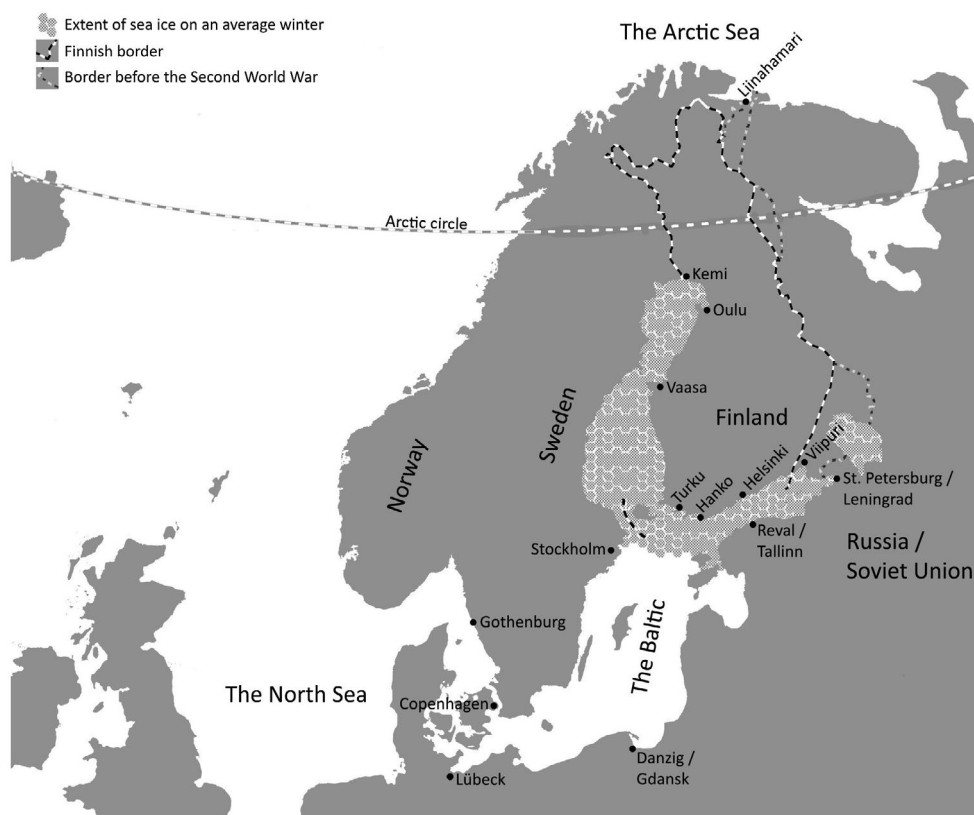 Extent of sea ice on an average winter
Finnish border
Border before the Second World War
The Arctic Sea
Liinahamari
Arctic circle
Kemi
Oulu
Vaasa
Finland
Sweden
Norway
Viipuri
Helsinki
Hanko
Turku
St. Petersburg /
Leningrad
Reval /
Tallinn
Russia /
Soviet Union
Stockholm
Gothenburg
The Baltic
The North Sea
Copenhagen
Danzig /
Gdansk
Lübeck